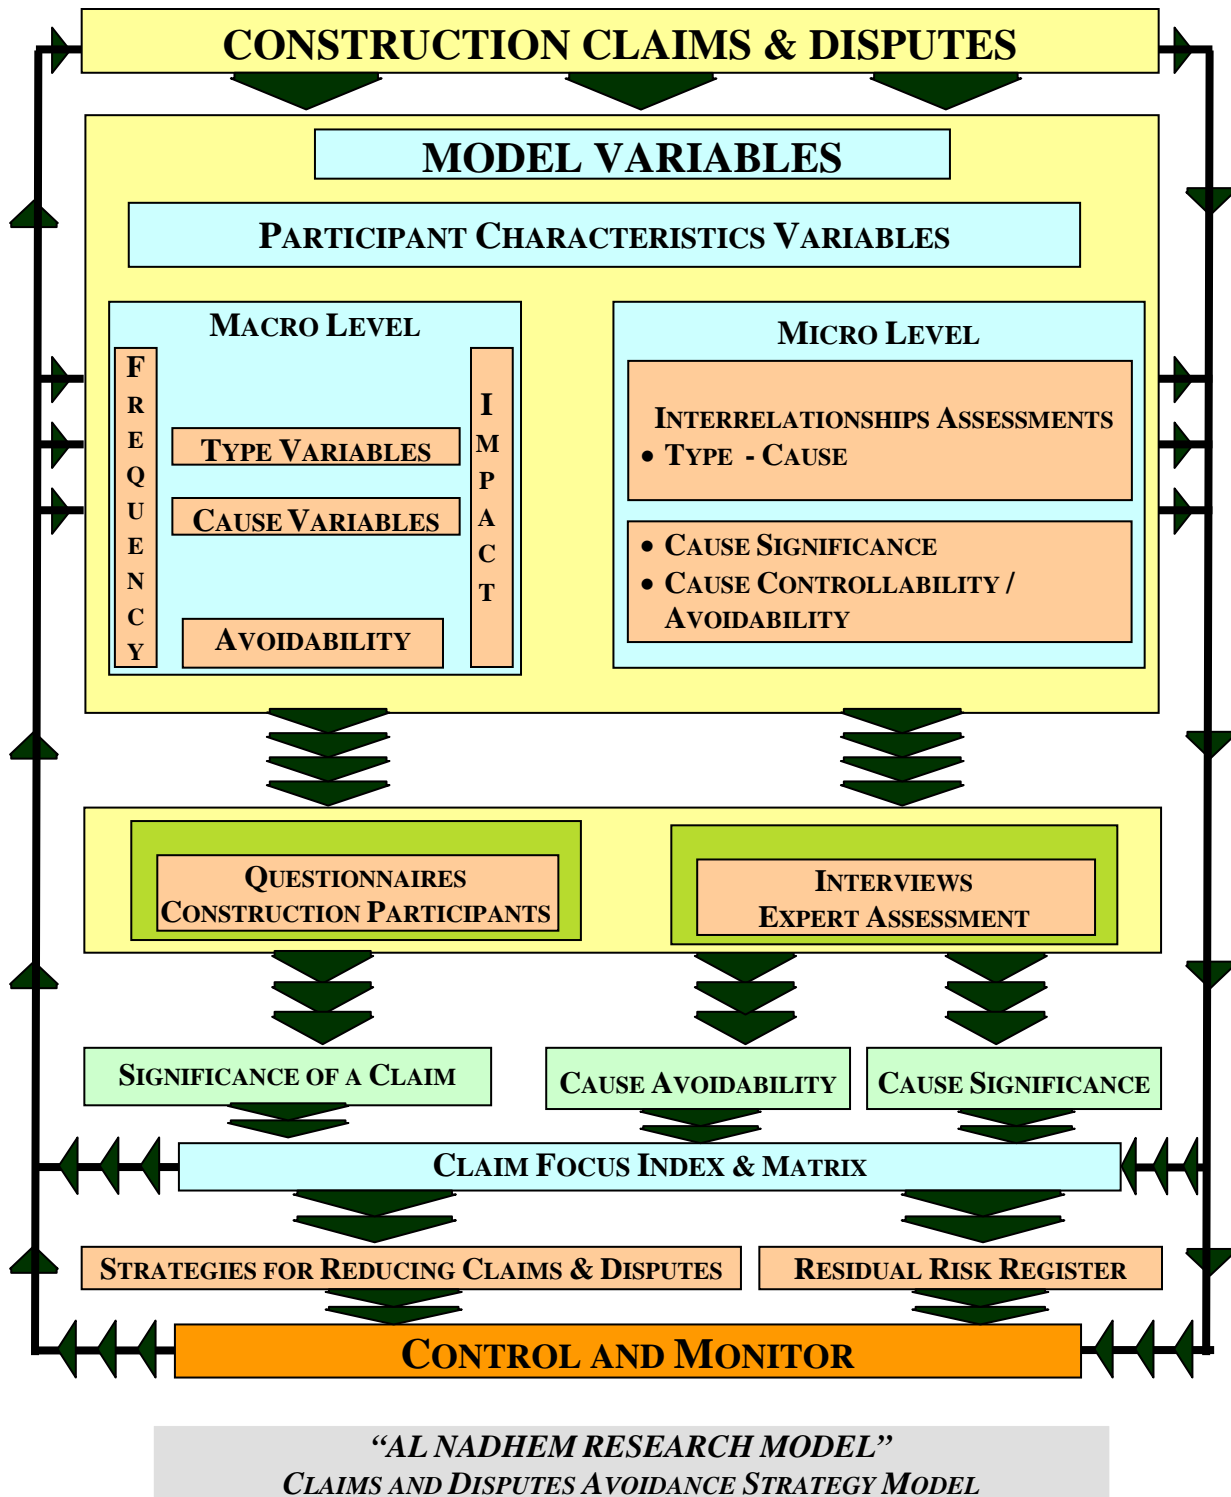 CONSTRUCTION CLAIMS & DISPUTES
MODEL VARIABLES
PARTICIPANT CHARACTERISTICS VARIABLES
MACRO LEVEL
FREQUENCY
TYPE VARIABLES
CAUSE VARIABLES
AVOIDABILITY
IMPACT
MICRO LEVEL
INTERRELATIONSHIPS ASSESSMENTS
• TYPE - CAUSE
• CAUSE SIGNIFICANCE
• CAUSE CONTROLLABILITY /
AVOIDABILITY
QUESTIONNAIRES
CONSTRUCTION PARTICIPANTS
INTERVIEWS
EXPERT ASSESSMENT
SIGNIFICANCE OF A CLAIM
CAUSE AVOIDABILITY
CAUSE SIGNIFICANCE
CLAIM FOCUS INDEX & MATRIX
STRATEGIES FOR REDUCING CLAIMS & DISPUTES
RESIDUAL RISK REGISTER
CONTROL AND MONITOR
“AL NADHEM RESEARCH MODEL”
CLAIMS AND DISPUTES AVOIDANCE STRATEGY MODEL